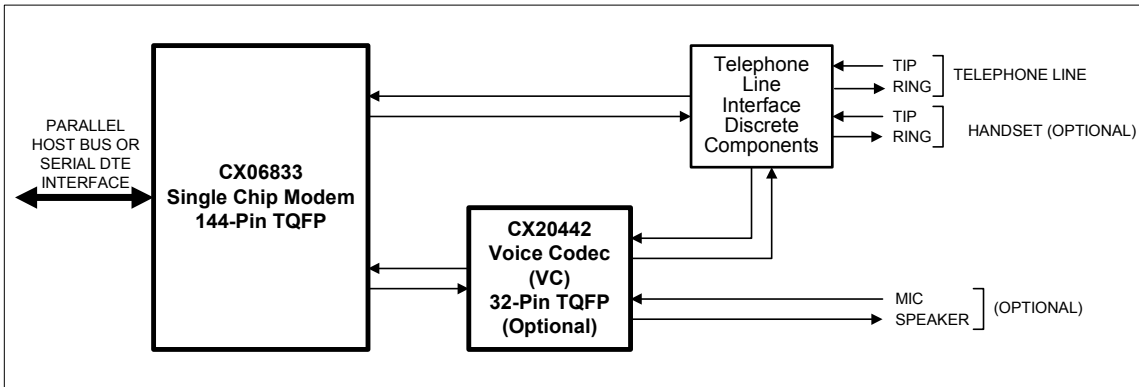 PARALLEL
HOST BUS OR
SERIAL DTE
INTERFACE
CX06833
Single Chip Modem
144-Pin TQFP
CX20442
Voice Codec
(VC)
32-Pin TQFP
(Optional)
Telephone
Line
Interface
Discrete
Components
TIP
RING
TELEPHONE LINE
TIP
RING
HANDSET (OPTIONAL)
MIC
SPEAKER
(OPTIONAL)